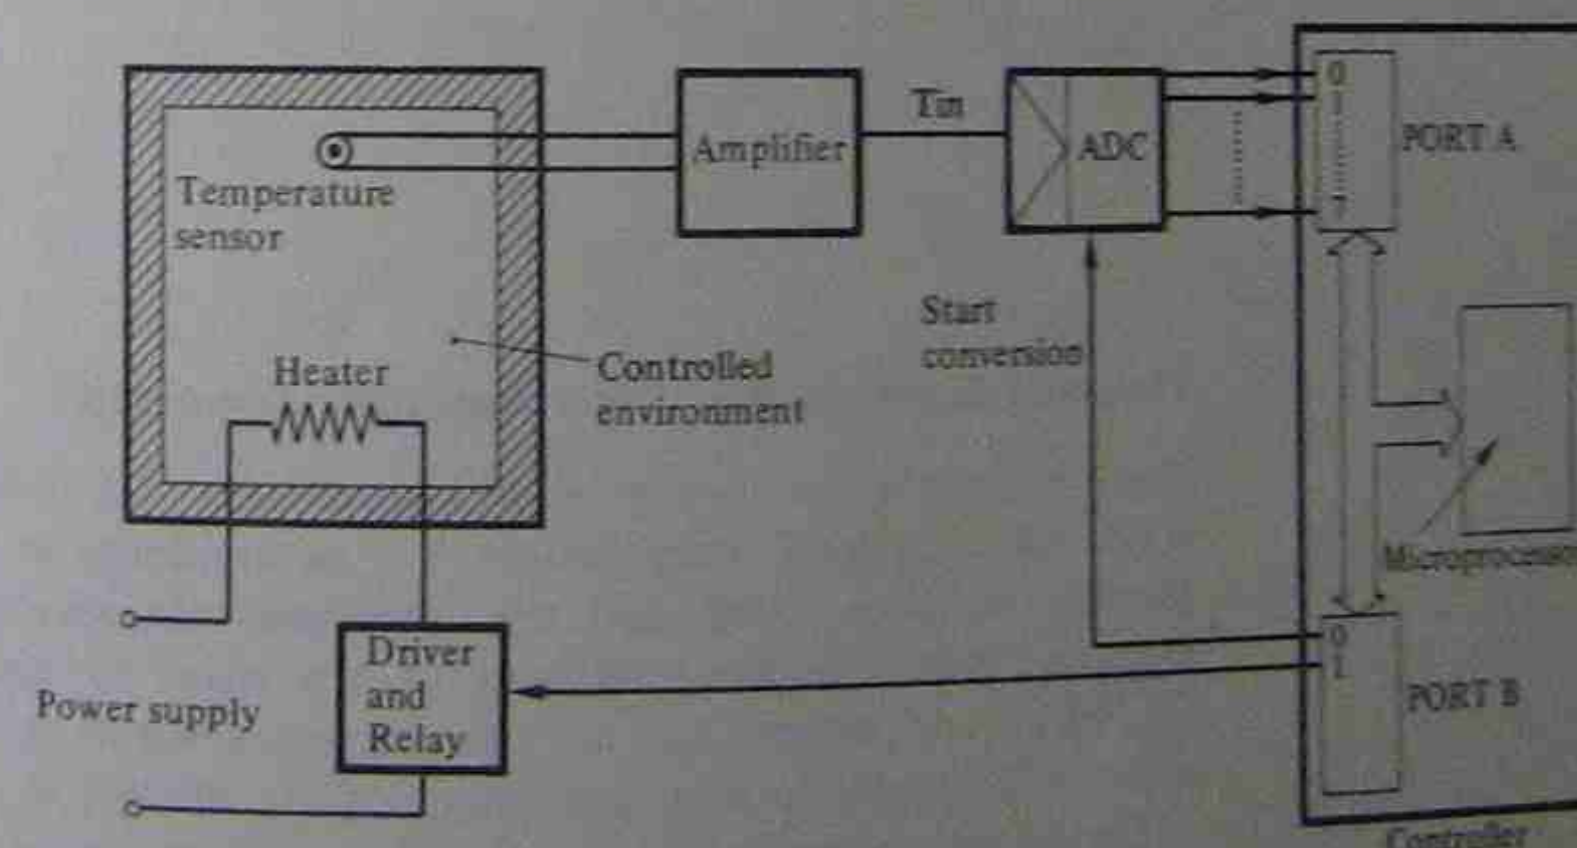 Temperature
sensor
Heater
Controlled
environment
Amplifier
Tin
ADC
Start
conversion
0
1
7
PORT A
0
1
PORT B
Driver
and
Relay
Power supply
Controller